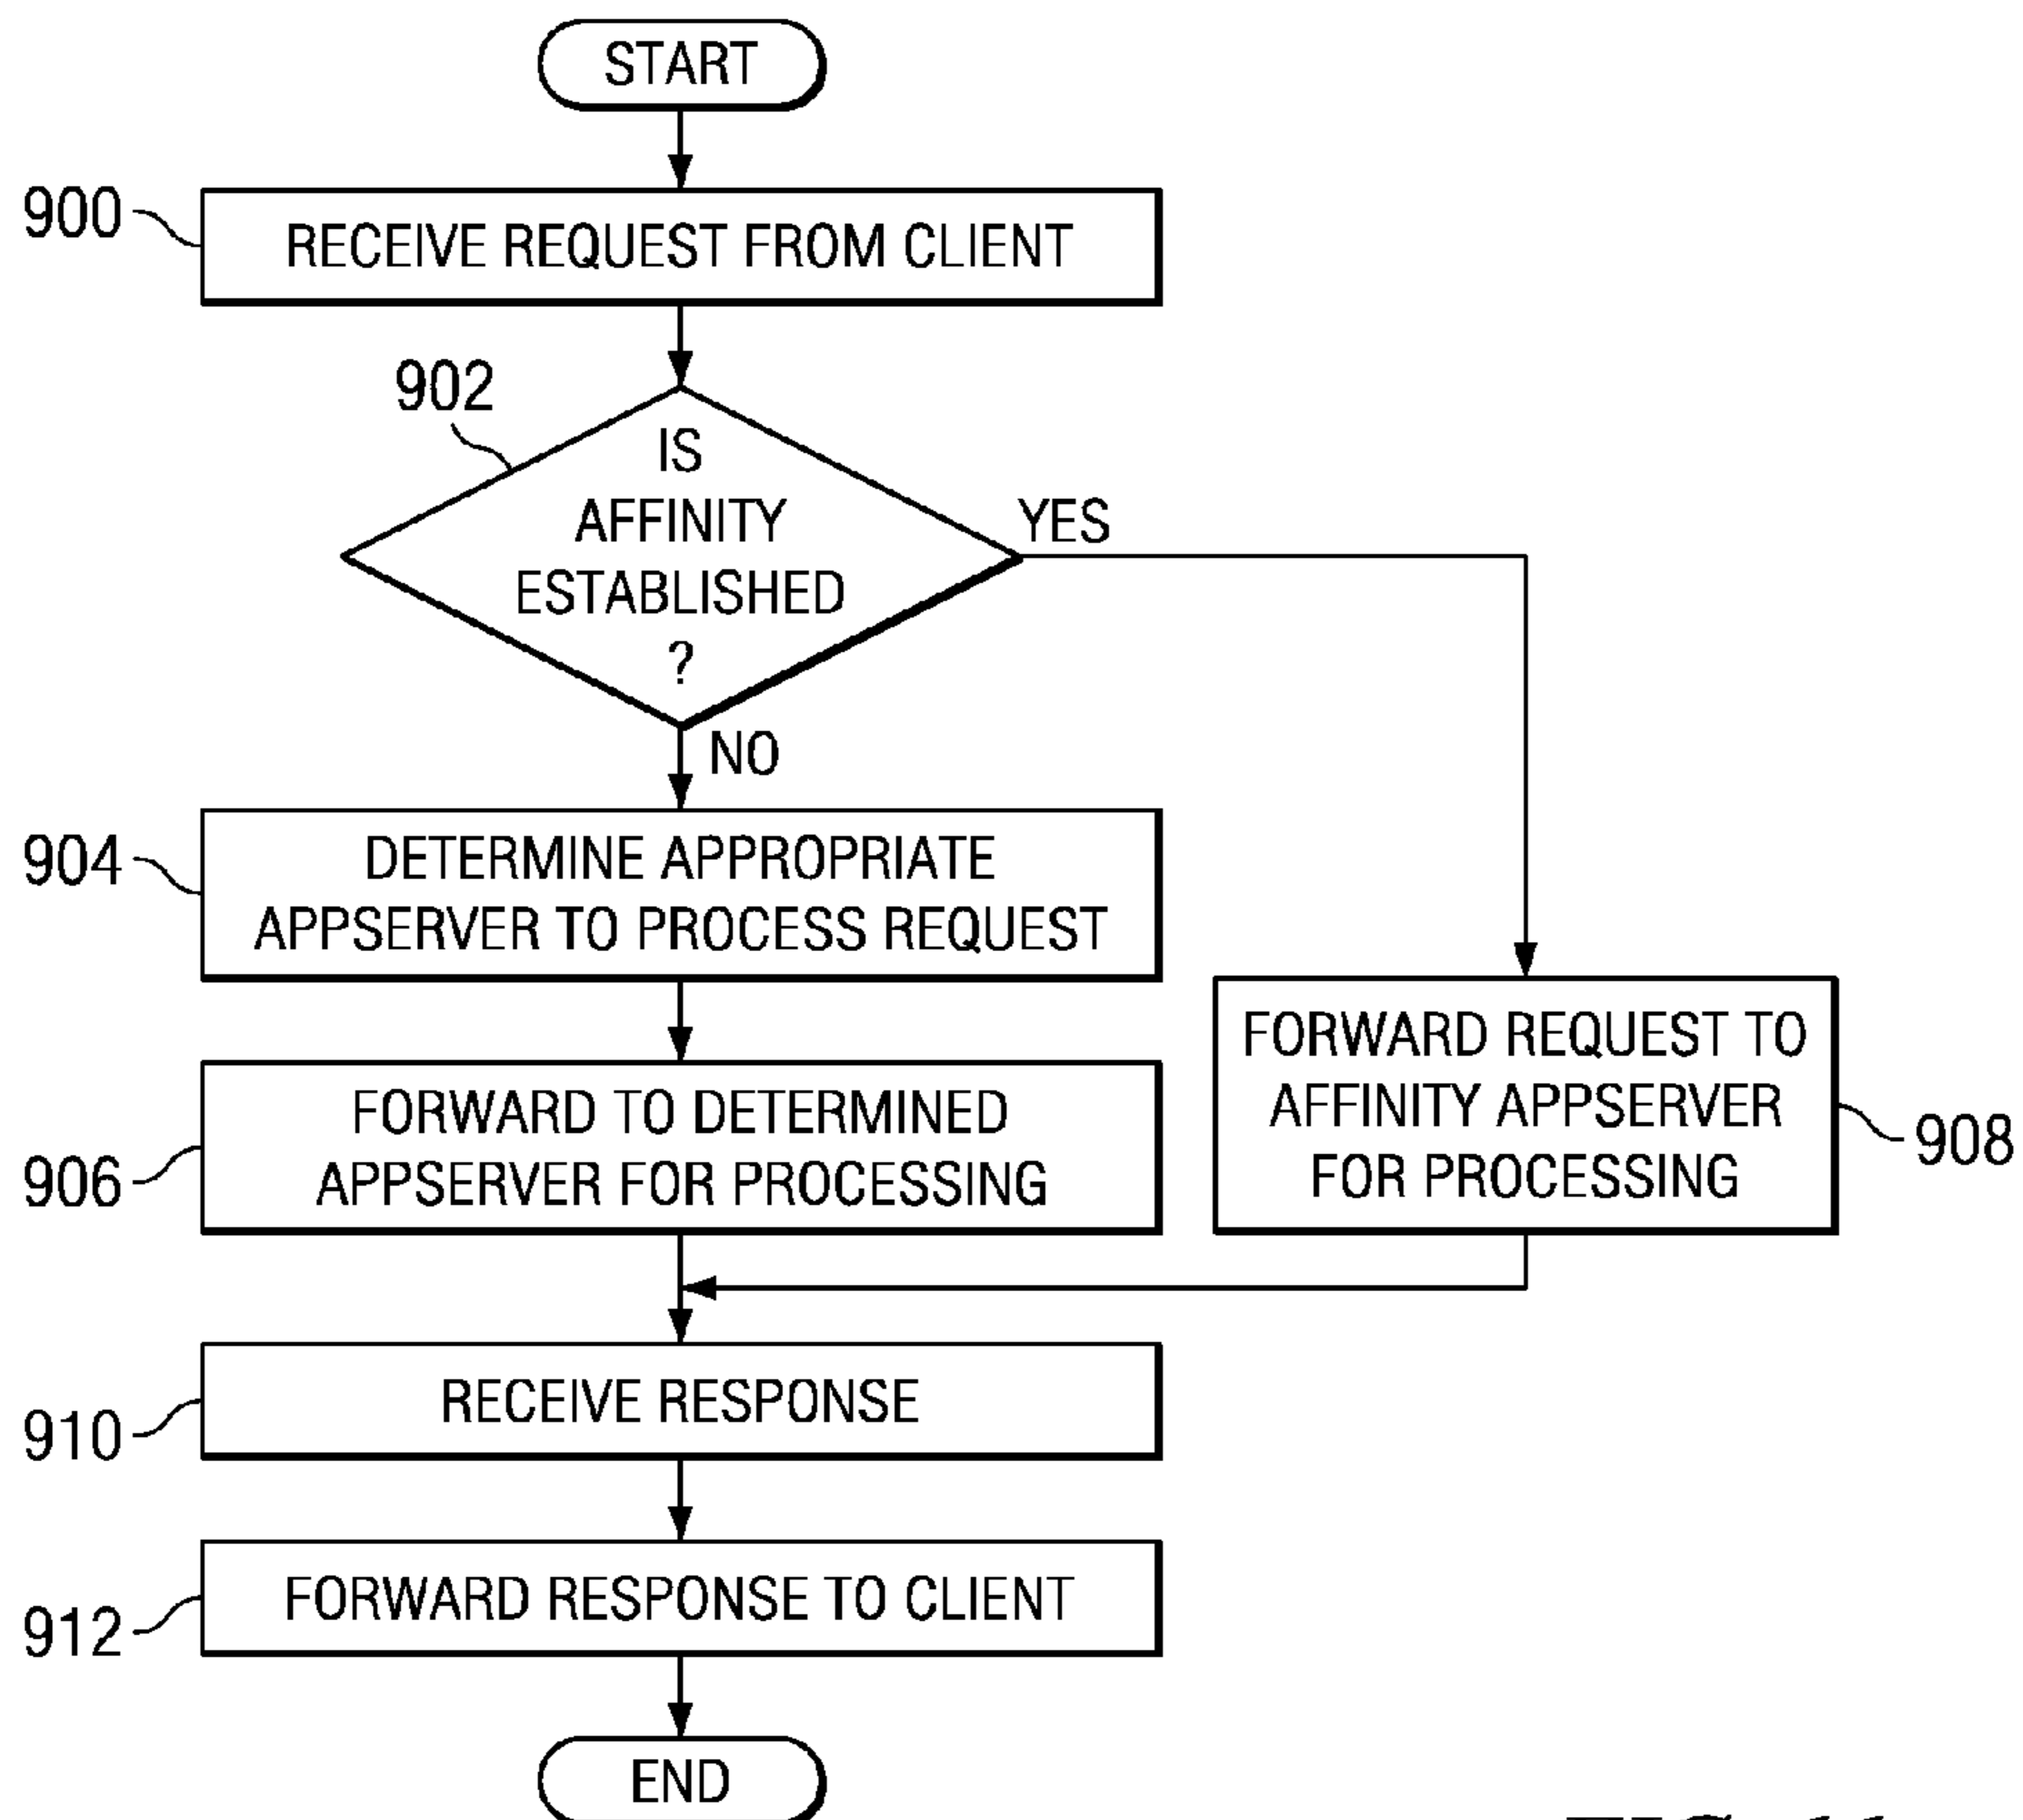 START
900
RECEIVE REQUEST FROM CLIENT
902
IS
AFFINITY
ESTABLISHED
?
YES
NO
904
DETERMINE APPROPRIATE
APPSERVER TO PROCESS REQUEST
906
FORWARD TO DETERMINED
APPSERVER FOR PROCESSING
FORWARD REQUEST TO
AFFINITY APPSERVER
FOR PROCESSING
908
910
RECEIVE RESPONSE
912
FORWARD RESPONSE TO CLIENT
END